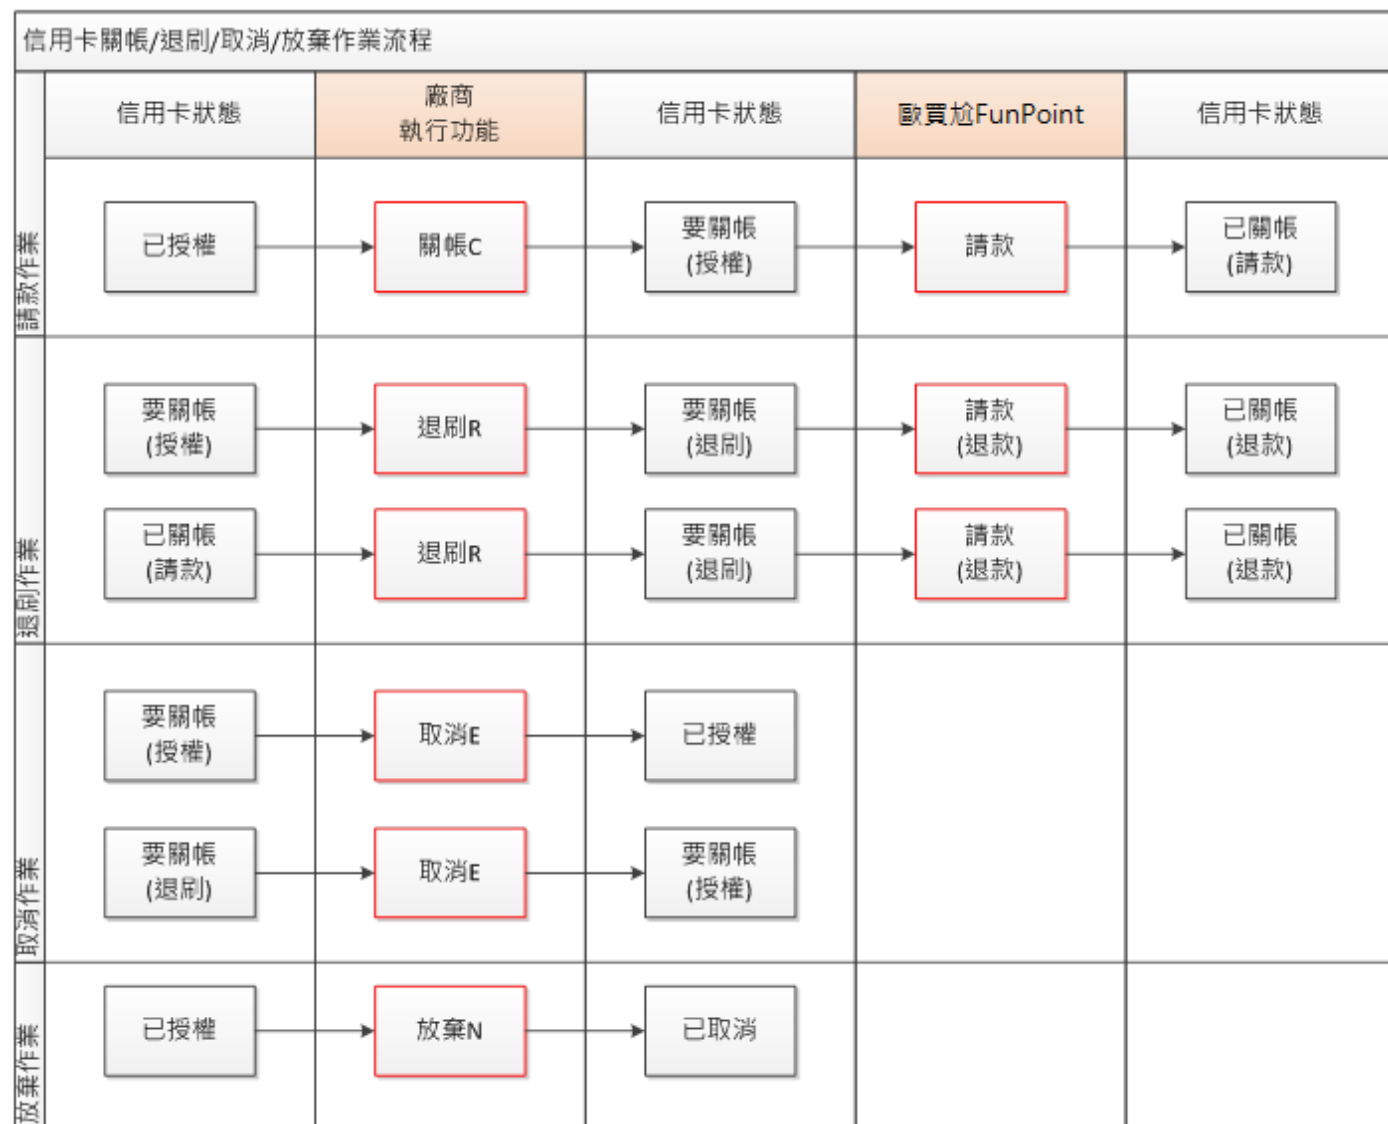 信用卡關帳/退刷/取消/放棄作業流程
信用卡狀態
廠商
執行功能
信用卡狀態
歐買尬FunPoint
信用卡狀態
請款作業
已授權
關帳C
要關帳
(授權)
請款
已關帳
(請款)
退刷作業
要關帳
(授權)
退刷R
要關帳
(退刷)
請款
(退款)
已關帳
(退款)
已關帳
(請款)
退刷R
要關帳
(退刷)
請款
(退款)
已關帳
(退款)
取消作業
要關帳
(授權)
取消E
已授權
要關帳
(退刷)
取消E
要關帳
(授權)
放棄作業
已授權
放棄N
已取消